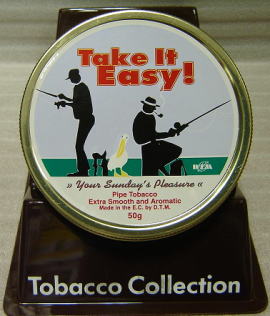 Take It
Easy!
DTM
» Your Sunday's Pleasure «
Pipe Tobacco
Extra Smooth and Aromatic
Made in the E.C. by D.T.M.
50g
Tobacco Collection